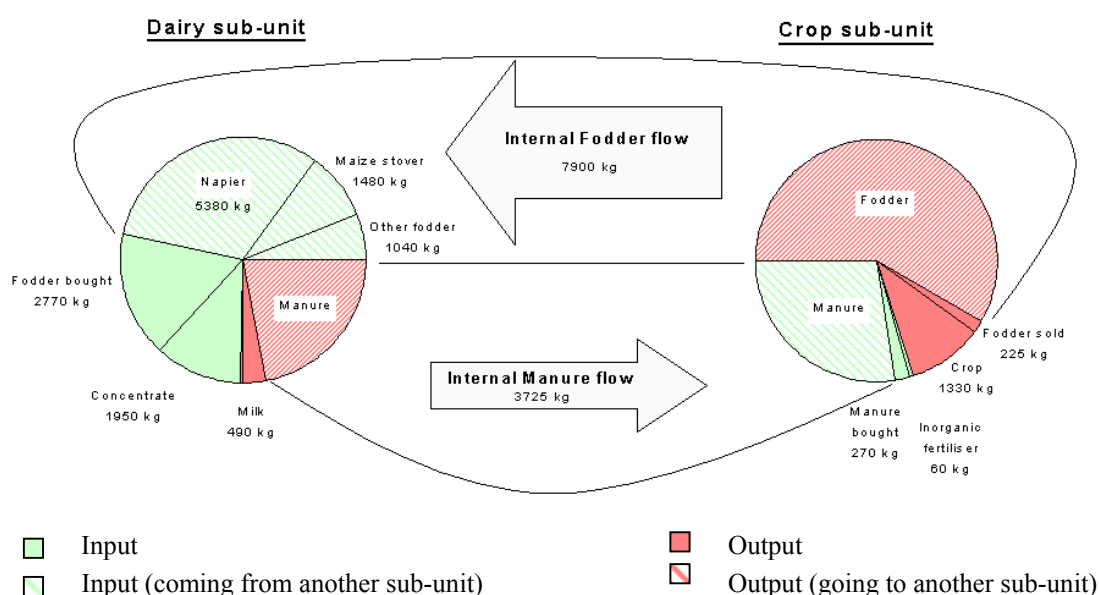 Dairy sub-unit
Crop sub-unit
Internal Fodder flow
7900 kg
Napier
5380 kg
Maize stover
1480 kg
Other fodder
1040 kg
Fodder bought
2770 kg
Manure
Concentrate
1950 kg
Milk
490 kg
Internal Manure flow
3725 kg
Fodder
Manure
Fodder sold
225 kg
Crop
1330 kg
Manure
bought
270 kg
Inorganic
fertiliser
60 kg
Input
Output
Input (coming from another sub-unit)
Output (going to another sub-unit)